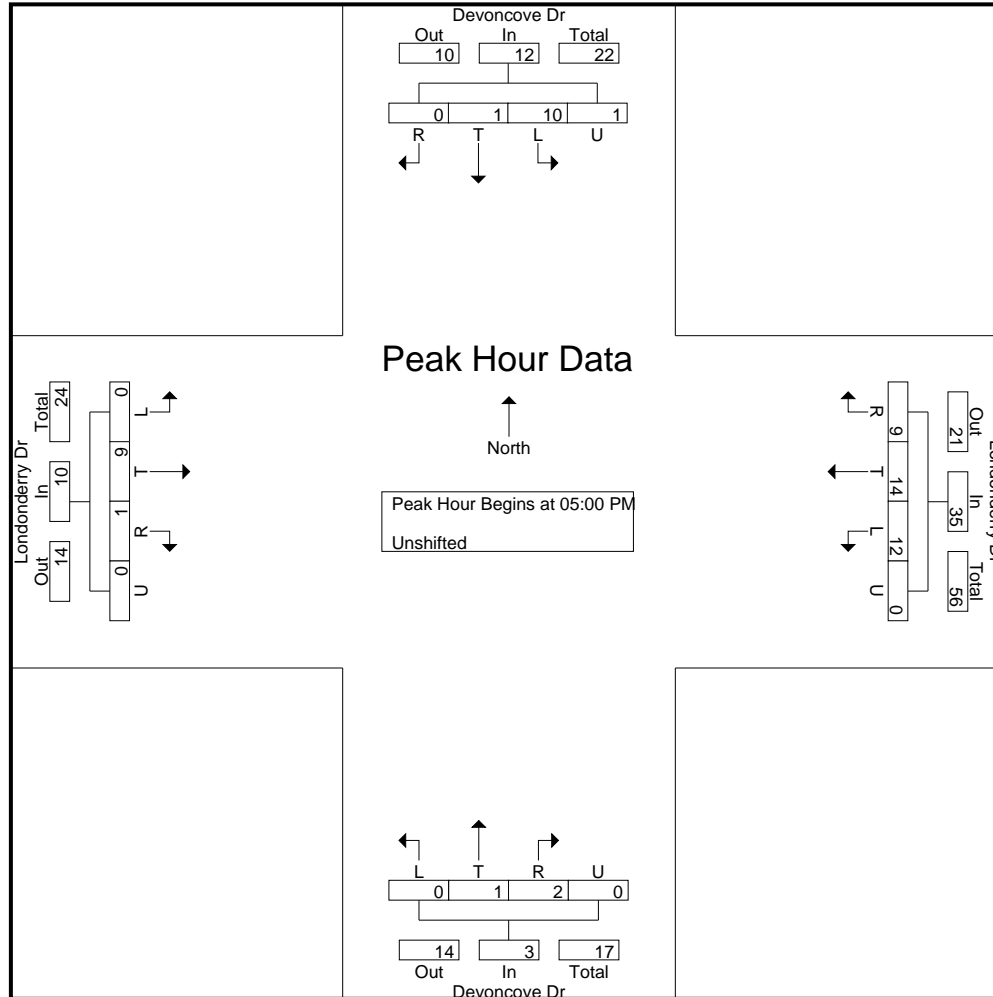 Devoncove Dr
Out In Total
10 12 22
0 1 10 1
R T L U
Peak Hour Data
North
Peak Hour Begins at 05:00 PM
Unshifted
Londonderry Dr
Total In Out
24 10 14
L T R U
0 9 1 0
Londonderry Dr
Out In Total
21 35 56
R T L U
9 14 12 0
L T R U
0 1 2 0
14 3 17
Out In Total
Devoncove Dr